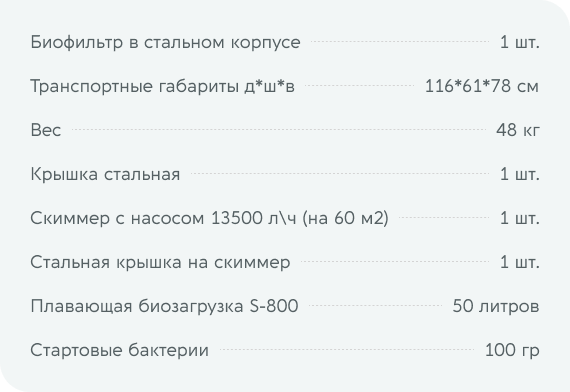 Биофильтр в стальном корпусе 1 шт.
Транспортные габариты д*ш*в 116*61*78 см
Вес 48 кг
Крышка стальная 1 шт.
Скиммер с насосом 13500 л\ч (на 60 м2) 1 шт.
Стальная крышка на скиммер 1 шт.
Плавающая биозагрузка S-800 50 литров
Стартовые бактерии 100 гр